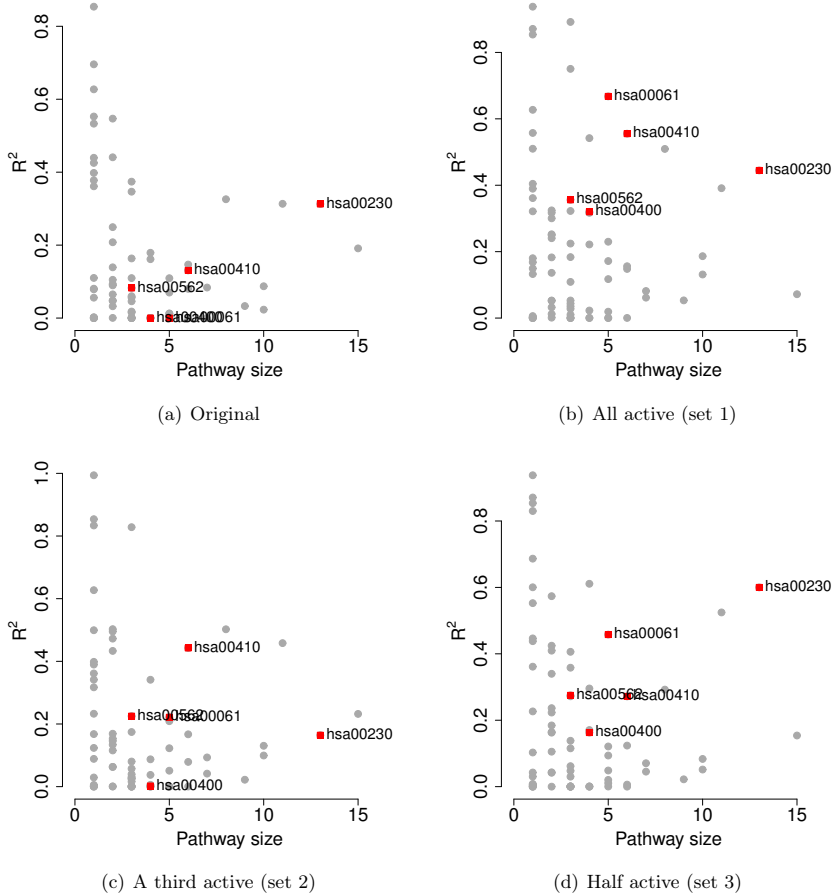 0.8
0.6
0.4
0.2
0.0
R²
hsa00230
hsa00410
hsa00562
hsa00400
hsa00061
0 5 10 15
Pathway size
(a) Original
0.8
0.6
0.4
0.2
0.0
R²
hsa00061
hsa00410
hsa00230
hsa00562
hsa00400
0 5 10 15
Pathway size
(b) All active (set 1)
1.0
0.8
0.6
0.4
0.2
0.0
R²
hsa00410
hsa00562
hsa00061
hsa00230
hsa00400
0 5 10 15
Pathway size
(c) A third active (set 2)
0.8
0.6
0.4
0.2
0.0
R²
hsa00230
hsa00061
hsa00562
hsa00410
hsa00400
0 5 10 15
Pathway size
(d) Half active (set 3)